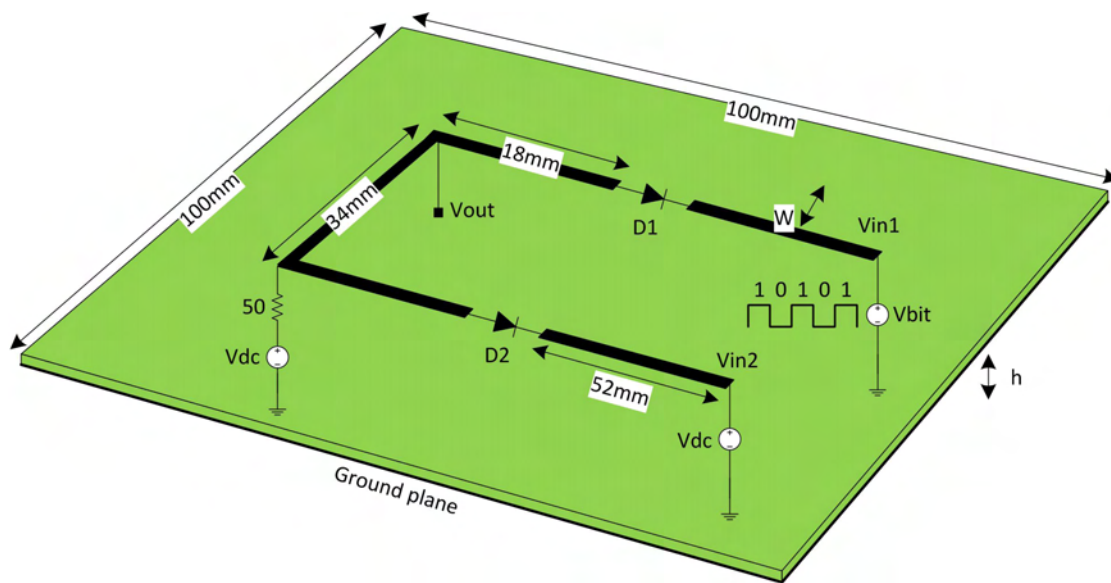 100mm
100mm
18mm
34mm
Vout
D1
W
Vin1
1 0 1 0 1
Vbit
50
Vdc
D2
Vin2
52mm
Vdc
h
Ground plane